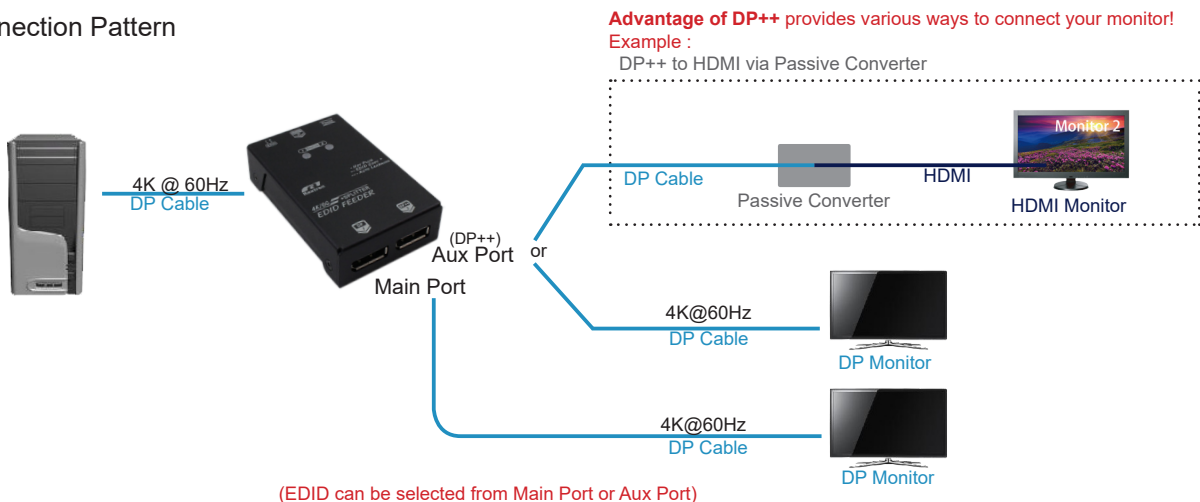 nection Pattern
Advantage of DP++ provides various ways to connect your monitor!
Example :
DP++ to HDMI via Passive Converter
4K @ 60Hz
DP Cable
EDID FEEDER
(DP++)
Aux Port
or
Main Port
DP Cable
Passive Converter
HDMI
Monitor 2
HDMI Monitor
4K@60Hz
DP Cable
DP Monitor
4K@60Hz
DP Cable
DP Monitor
(EDID can be selected from Main Port or Aux Port)